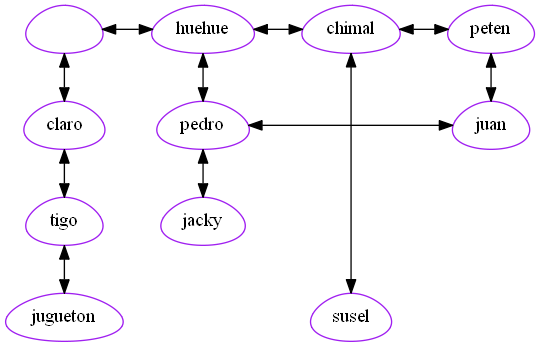 huehue
chimal
peten
claro
pedro
juan
tigo
jacky
jugueton
susel